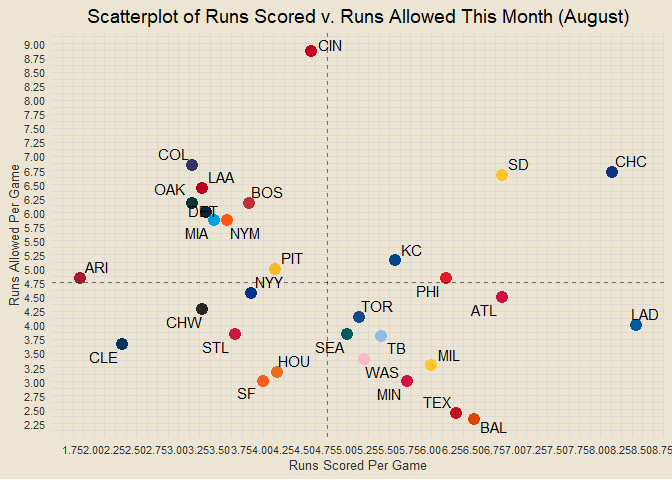 Scatterplot of Runs Scored v. Runs Allowed This Month (August)
9.00
CIN
8.75
8.50
8.25
8.00
7.75
7.50
7.25
7.00
COL
SD
CHC
6.75
LAA
6.50
OAK
BOS
6.25
DET
6.00
MIA
NYM
5.75
5.50
KC
5.25
PIT
ARI
5.00
NYY
PHI
4.75
4.50
TOR
ATL
LAD
4.25
CHW
4.00
STL
SEA
TB
3.75
CLE
MIL
3.50
HOU
WAS
3.25
SF
MIN
3.00
2.75
TEX
2.50
BAL
2.25
Runs Allowed Per Game
1.752.002.252.502.753.003.253.503.754.004.254.504.755.005.255.505.756.006.256.506.757.007.257.507.758.008.258.508.75
Runs Scored Per Game